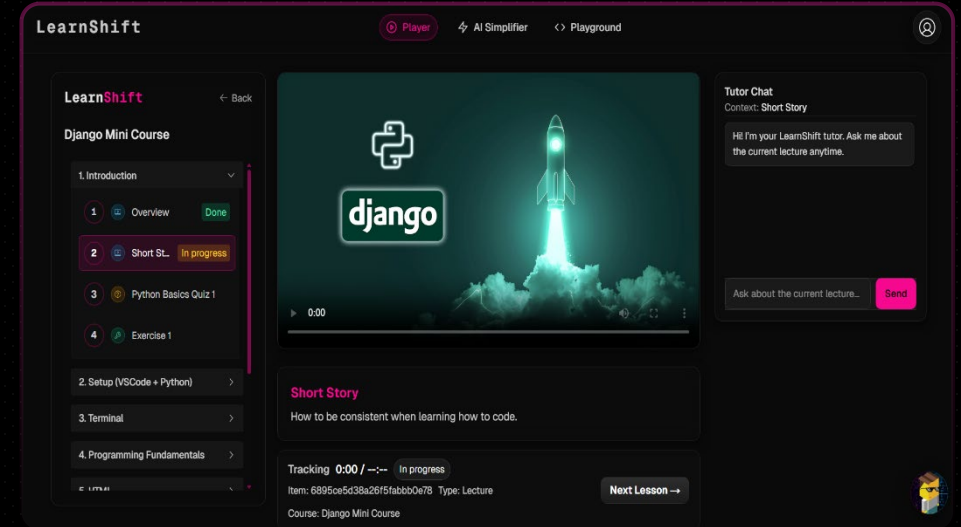 LearnShift
Player
AI Simplifier
Playground
LearnShift
← Back
Django Mini Course
1. Introduction
1 Overview Done
2 Short St... In progress
3 Python Basics Quiz 1
4 Exercise 1
2. Setup (VSCode + Python)
3. Terminal
4. Programming Fundamentals
5. HTML
django
0:00
Short Story
How to be consistent when learning how to code.
Tracking 0:00 / --:-- In progress
Item: 6895ce5d38a26f5fabbb0e78 Type: Lecture
Course: Django Mini Course
Next Lesson →
Tutor Chat
Context: Short Story
Hi! I'm your LearnShift tutor. Ask me about
the current lecture anytime.
Ask about the current lecture...
Send